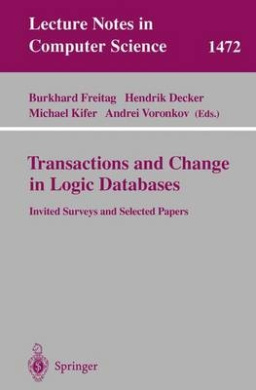 Lecture Notes in
Computer Science 1472
Burkhard Freitag Hendrik Decker
Michael Kifer Andrei Voronkov (Eds.)
Transactions and Change
in Logic Databases
Invited Surveys and Selected Papers
Springer